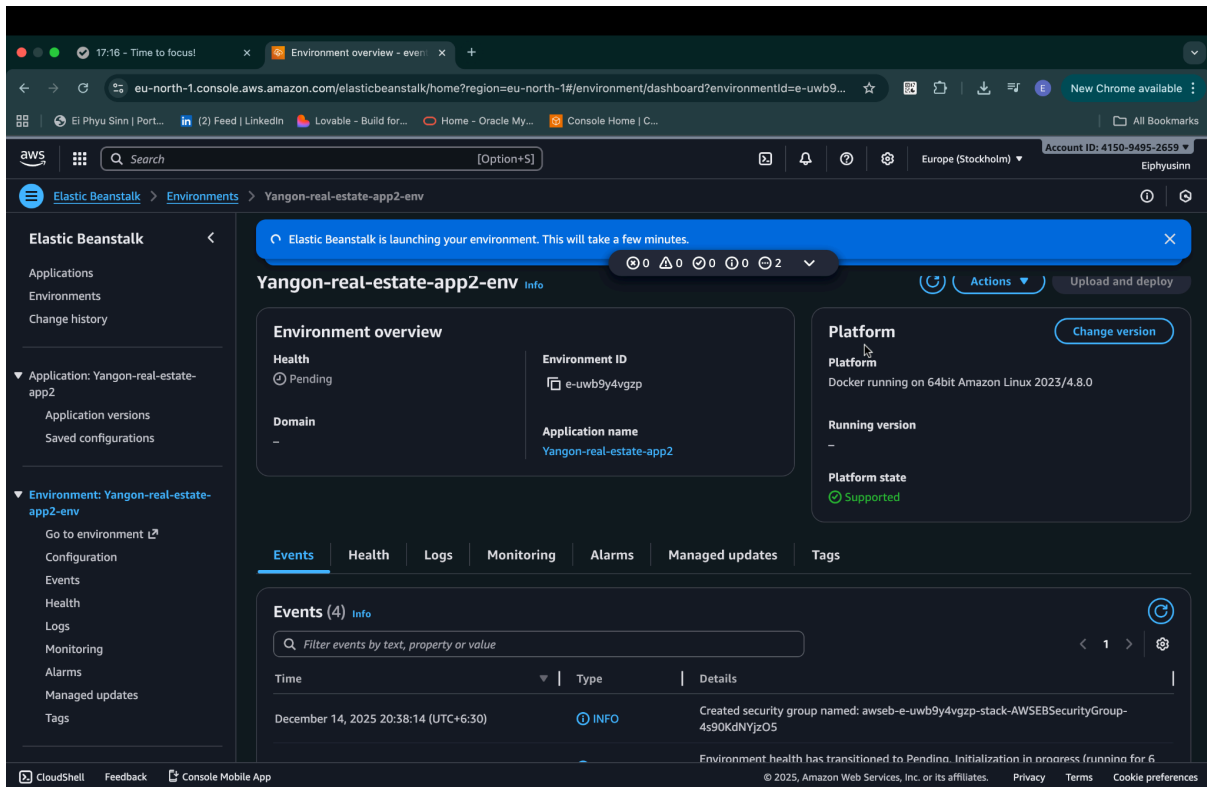 17:16 - Time to focus!
Environment overview - even
eu-north-1.console.aws.amazon.com/elasticbeanstalk/home?region=eu-north-1#/environment/dashboard?environmentId=e-uwb9...
E
New Chrome available
Ei Phyu Sinn | Port...
(2) Feed | LinkedIn
Lovable - Build for...
Home - Oracle My...
Console Home | C...
All Bookmarks
aws
Search
[Option+S]
Europe (Stockholm) ▼
Account ID: 4150-9495-2659 ▼
Eiphyusinn
Elastic Beanstalk > Environments > Yangon-real-estate-app2-env
Elastic Beanstalk
Applications
Environments
Change history
Application: Yangon-real-estate-
app2
Application versions
Saved configurations
Environment: Yangon-real-estate-
app2-env
Go to environment
Configuration
Events
Health
Logs
Monitoring
Alarms
Managed updates
Tags
Elastic Beanstalk is launching your environment. This will take a few minutes.
0 0 0 0 2
Yangon-real-estate-app2-env Info
Actions ▼
Upload and deploy
Environment overview
Health
Pending
Domain
–
Environment ID
e-uwb9y4vgzp
Application name
Yangon-real-estate-app2
Platform
Change version
Platform
Docker running on 64bit Amazon Linux 2023/4.8.0
Running version
–
Platform state
Supported
Events
Health
Logs
Monitoring
Alarms
Managed updates
Tags
Events (4) Info
Filter events by text, property or value
1
Time
Type
Details
December 14, 2025 20:38:14 (UTC+6:30)
INFO
Created security group named: awseb-e-uwb9y4vgzp-stack-AWSEBSecurityGroup-
4s90KdNYjzO5
Environment health has transitioned to Pending. Initialization in progress (running for 6
CloudShell
Feedback
Console Mobile App
© 2025, Amazon Web Services, Inc. or its affiliates.
Privacy
Terms
Cookie preferences